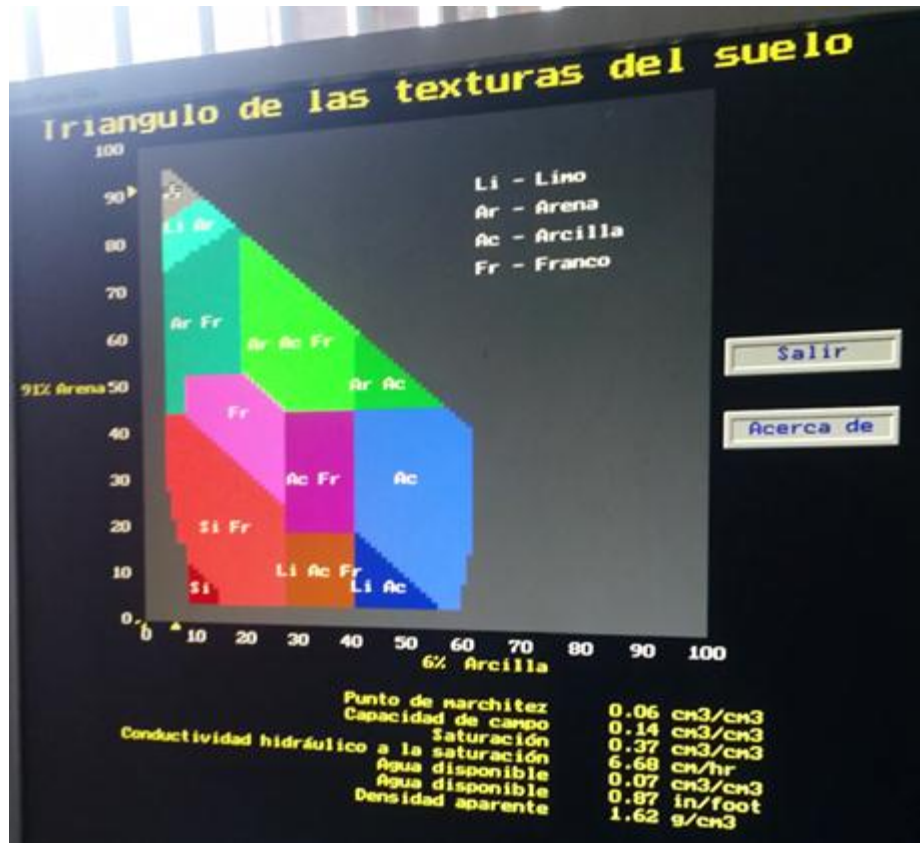 Triangulo de las texturas del suelo
100
90
80
70
60
91% Arena 50
40
30
20
10
0
Li - Limo
Ar - Arena
Ac - Arcilla
Fr - Franco
Li Ar
Ar Fr
Ar Ac Fr
Ar Ac
Fr
Ac Fr
Ac
Si Fr
Li Ac Fr
Li Ac
Si
Salir
Acerca de
0 10 20 30 40 50 60 70 80 90 100
6% Arcilla
Punto de marchitez 0.06 cm3/cm3
Capacidad de campo 0.14 cm3/cm3
Saturación 0.37 cm3/cm3
Conductividad hidráulico a la saturación 6.68 cm/hr
Agua disponible 0.07 cm3/cm3
Agua disponible 0.87 in/foot
Densidad aparente 1.62 g/cm3